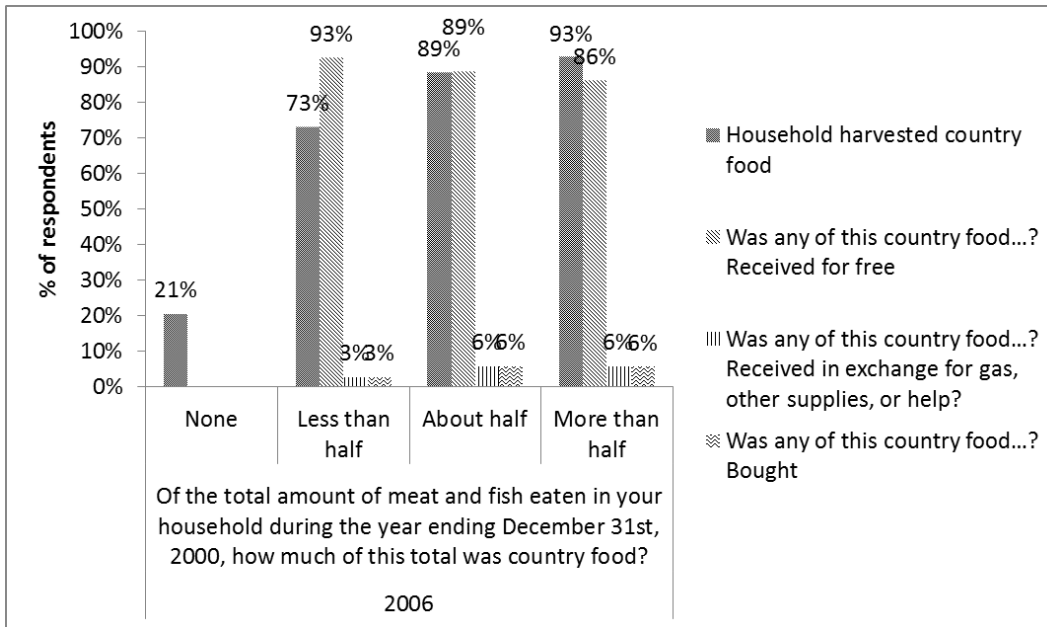 100%
90%
80%
70%
60%
50%
40%
30%
20%
10%
0%
% of respondents
21%
73%
93%
3%
3%
89%
89%
6%
6%
93%
86%
6%
6%
None
Less than
half
About half
More than
half
Of the total amount of meat and fish eaten in your
household during the year ending December 31st,
2000, how much of this total was country food?
2006
Household harvested country
food
Was any of this country food...?
Received for free
Was any of this country food...?
Received in exchange for gas,
other supplies, or help?
Was any of this country food...?
Bought